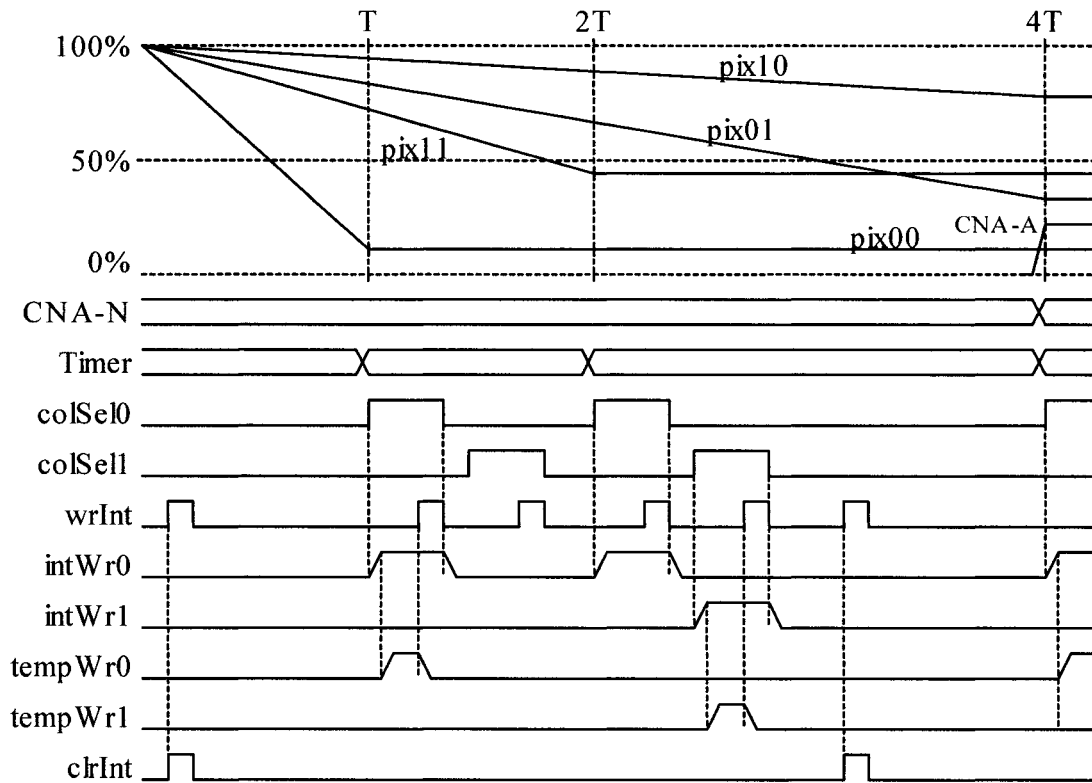 T 2T 4T
100%
pix10
pix01
pix11
50%
CNA-A
pix00
0%
CNA-N
Timer
colSel0
colSel1
wrInt
intWr0
intWr1
tempWr0
tempWr1
clrInt